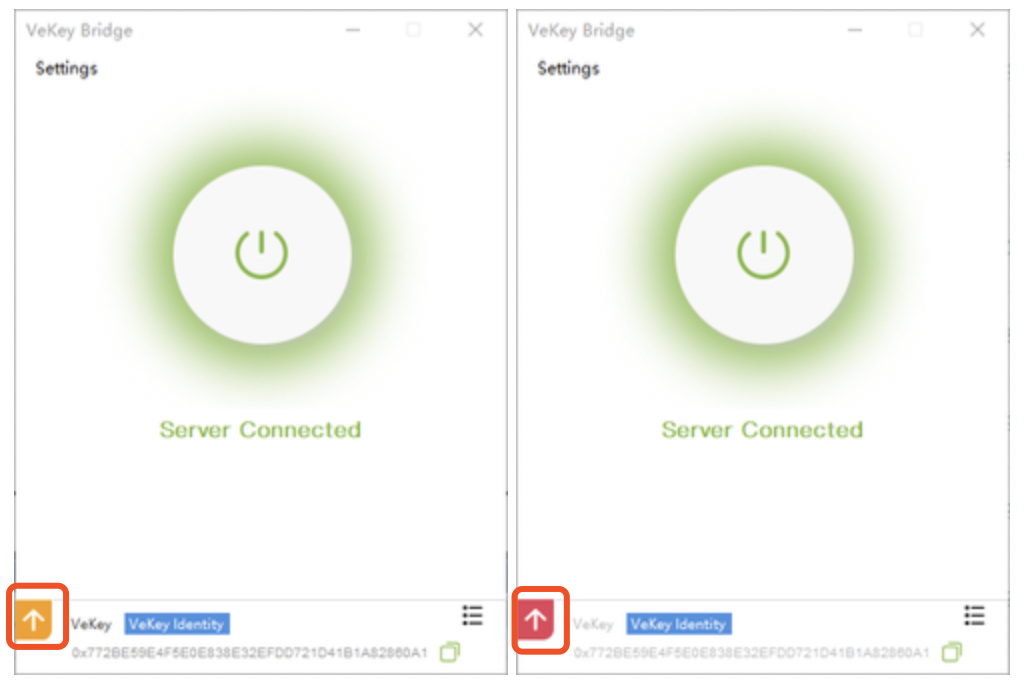 VeKey Bridge
Settings
Server Connected
VeKey VeKey Identity
0x772BE59E4F5E0E838E32EFDD721D41B1A82860A1
VeKey Bridge
Settings
Server Connected
VeKey VeKey Identity
0x772BE59E4F5E0E838E32EFDD721D41B1A82860A1